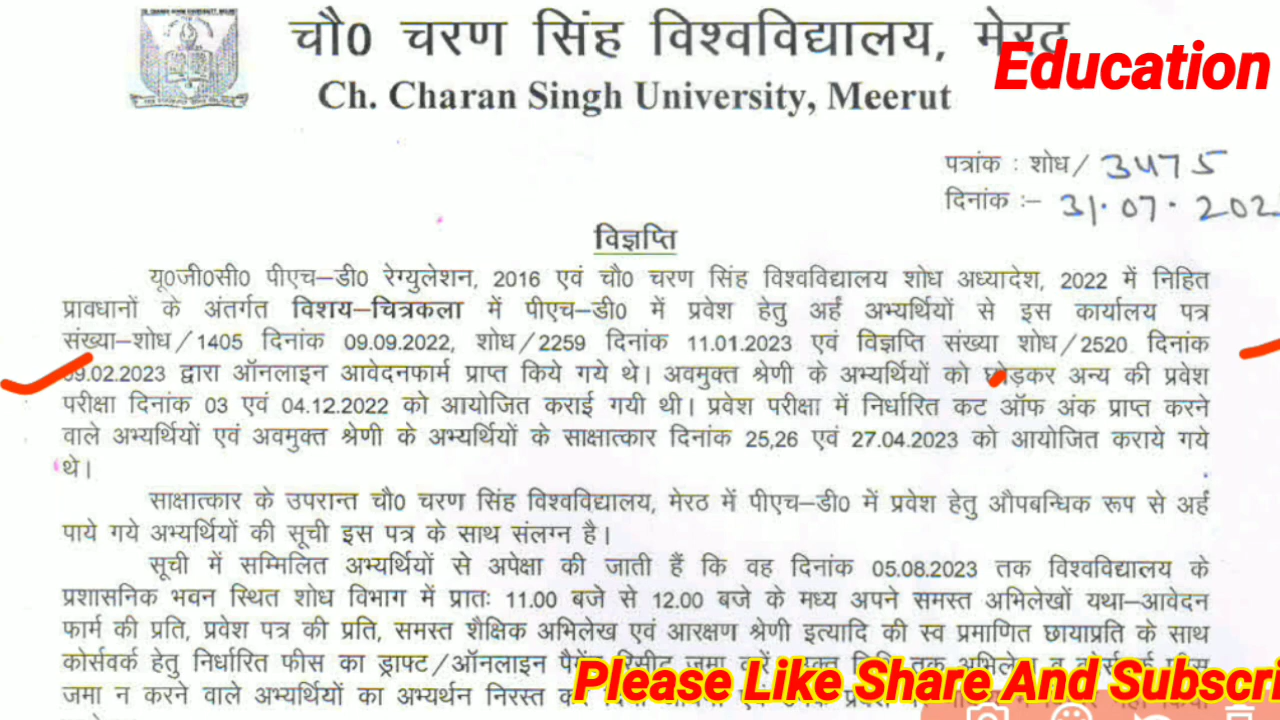 चौ0 चरण सिंह विश्वविद्यालय, मेरठ
Education
Ch. Charan Singh University, Meerut
पत्रांक : शोध/ 3475
दिनांक :– 31.07.202
विज्ञप्ति
यू0जी0सी0 पीएच–डी0 रेग्युलेशन, 2016 एवं चौ0 चरण सिंह विश्वविद्यालय शोध अध्यादेश, 2022 में निहित
प्रावधानों के अंतर्गत विशय–चित्रकला में पीएच–डी0 में प्रवेश हेतु अर्ह अभ्यर्थियों से इस कार्यालय पत्र
संख्या–शोध/1405 दिनांक 09.09.2022, शोध/2259 दिनांक 11.01.2023 एवं विज्ञप्ति संख्या शोध/2520 दिनांक
09.02.2023 द्वारा ऑनलाइन आवेदनफार्म प्राप्त किये गये थे। अवमुक्त श्रेणी के अभ्यर्थियों को छोड़कर अन्य की प्रवेश
परीक्षा दिनांक 03 एवं 04.12.2022 को आयोजित कराई गयी थी। प्रवेश परीक्षा में निर्धारित कट ऑफ अंक प्राप्त करने
वाले अभ्यर्थियों एवं अवमुक्त श्रेणी के अभ्यर्थियों के साक्षात्कार दिनांक 25,26 एवं 27.04.2023 को आयोजित कराये गये
थे।
साक्षात्कार के उपरान्त चौ0 चरण सिंह विश्वविद्यालय, मेरठ में पीएच–डी0 में प्रवेश हेतु औपबन्धिक रूप से अर्ह
पाये गये अभ्यर्थियों की सूची इस पत्र के साथ संलग्न है।
सूची में सम्मिलित अभ्यर्थियों से अपेक्षा की जाती हैं कि वह दिनांक 05.08.2023 तक विश्वविद्यालय के
प्रशासनिक भवन स्थित शोध विभाग में प्रातः 11.00 बजे से 12.00 बजे के मध्य अपने समस्त अभिलेखों यथा–आवेदन
फार्म की प्रति, प्रवेश पत्र की प्रति, समस्त शैक्षिक अभिलेख एवं आरक्षण श्रेणी इत्यादि की स्व प्रमाणित छायाप्रति के साथ
कोर्सवर्क हेतु निर्धारित फीस का ड्राफ्ट/ऑनलाइन पैमेंट रिसीट जमा करें।
जमा न करने वाले अभ्यर्थियों का अभ्यर्थन निरस्त
Please Like Share And Subscri